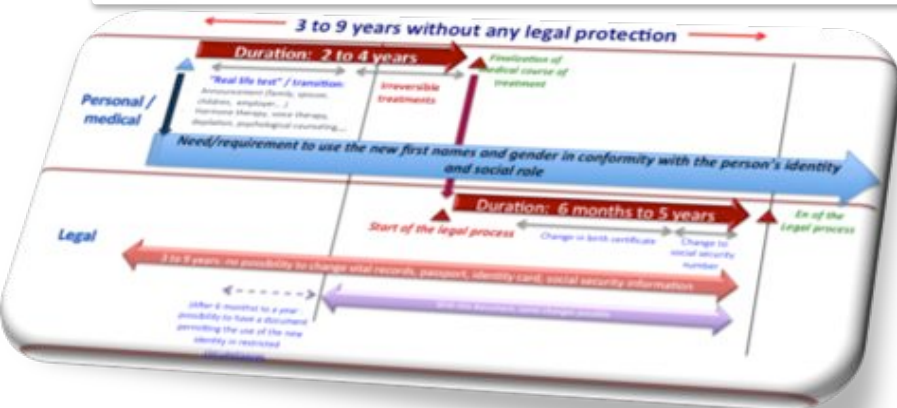 3 to 9 years without any legal protection
Duration: 2 to 4 years
Finalization of
medical course of
treatment
"Real life test" / transition:
Announcement (family, spouse,
children, employer,...)
Hormone therapy, voice therapy,
depilation, psychological counseling,...
Irreversible
treatments
Personal /
medical
Need/requirement to use the new first names and gender in conformity with the person's identity
and social role
Duration: 6 months to 5 years
Start of the legal process
Change in birth certificate
Change to
social security
number
En of the
Legal process
Legal
3 to 9 years: no possibility to change vital records, passport, identity card, social security information
After 6 months to a year
possibility to have a document
permitting the use of the new
identity in restricted